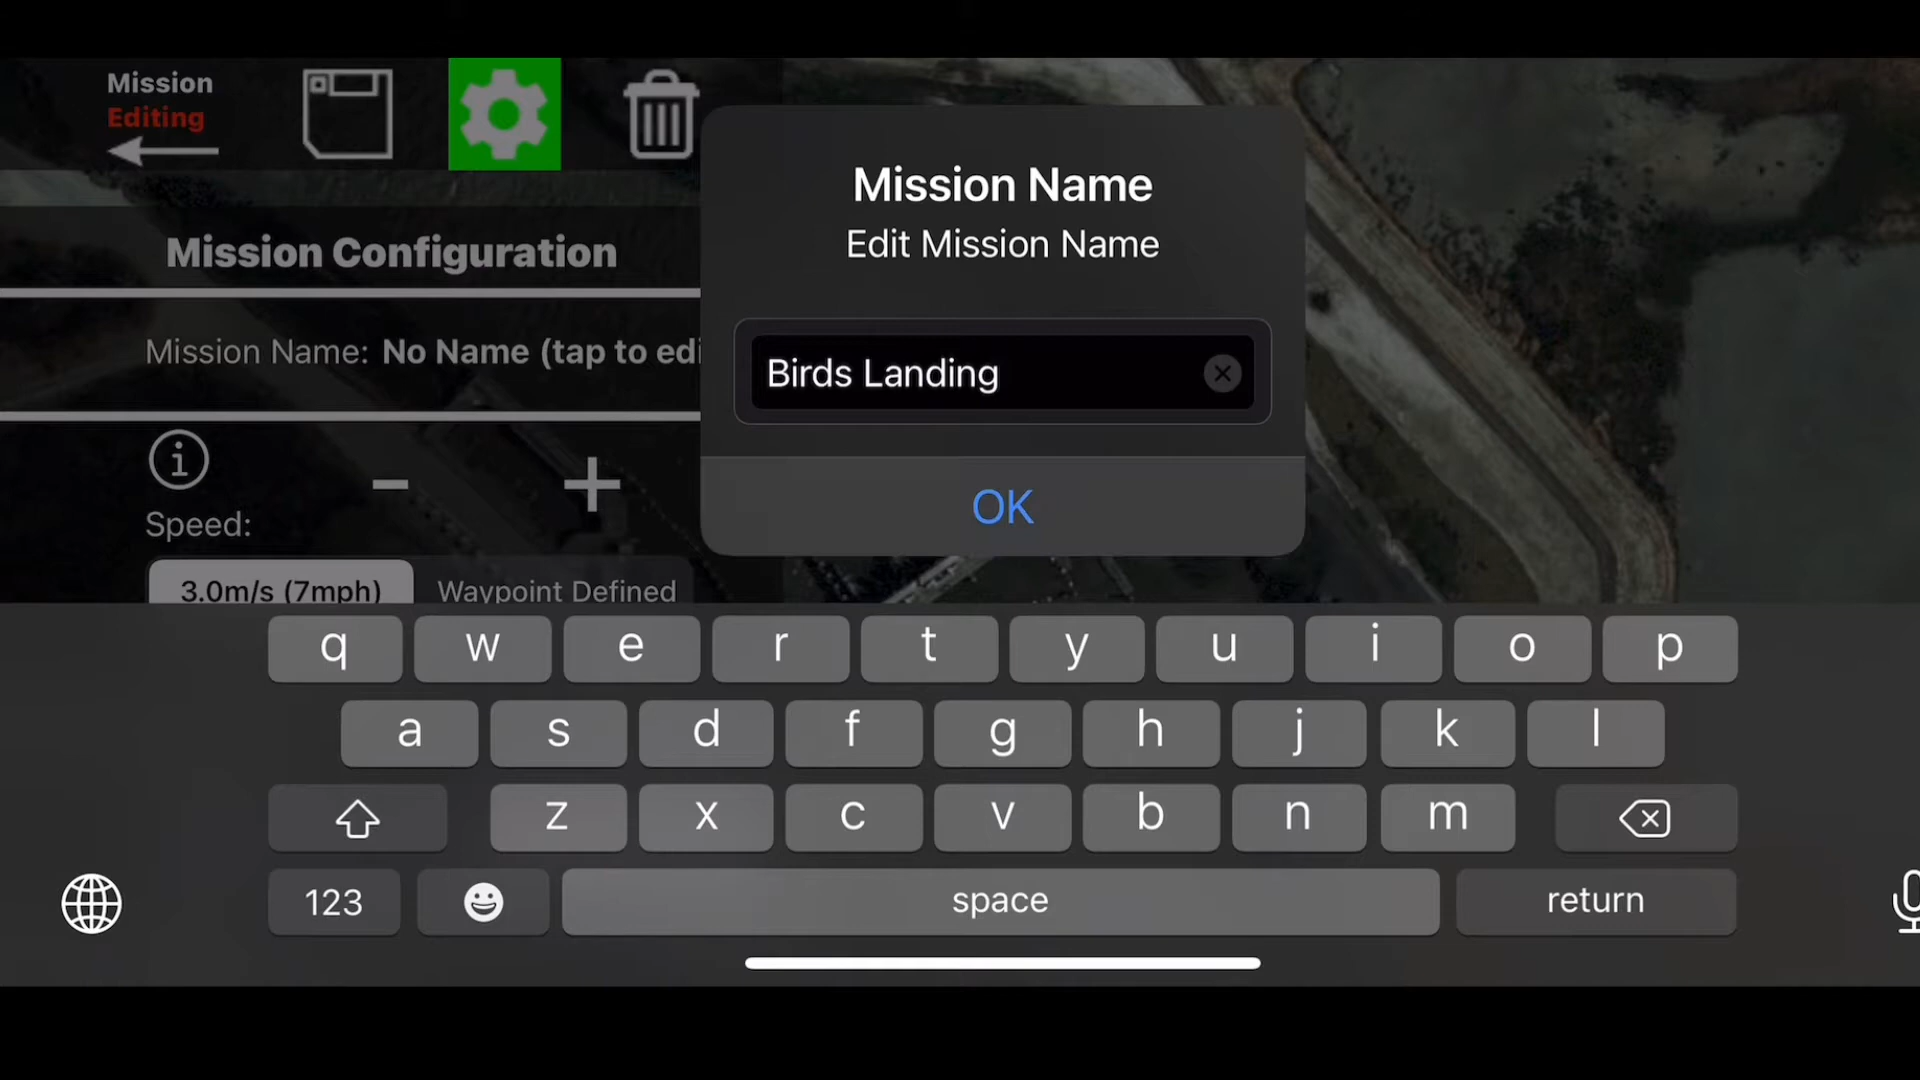 Mission
Editing
Mission Configuration
Mission Name: No Name (tap to edi
Speed:
3.0m/s (7mph) Waypoint Defined
Mission Name
Edit Mission Name
Birds Landing
OK
q w e r t y u i o p
a s d f g h j k l
z x c v b n m
123 space return